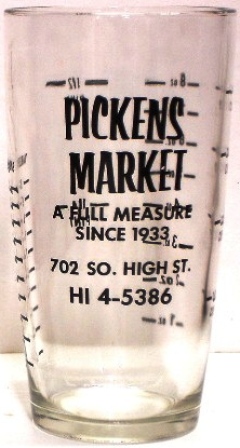 PICKENS
MARKET
A FULL MEASURE
SINCE 1933
702 SO. HIGH ST.
HI 4-5386